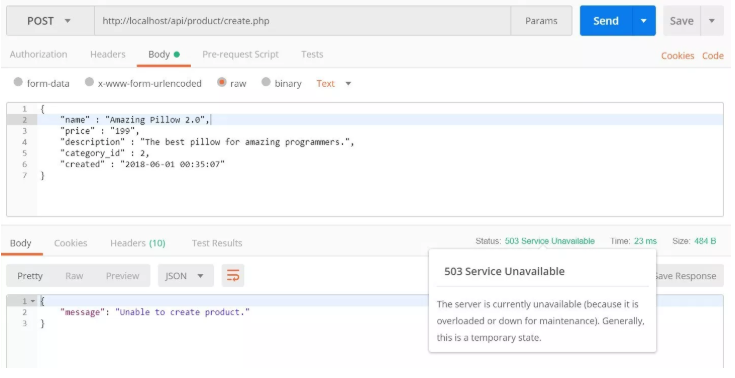 POST http://localhost/api/product/create.php Params Send Save
Authorization Headers Body Pre-request Script Tests Cookies Code
form-data x-www-form-urlencoded raw binary Text
1 {
2 "name" : "Amazing Pillow 2.0",
3 "price" : "199",
4 "description" : "The best pillow for amazing programmers.",
5 "category_id" : 2,
6 "created" : "2018-06-01 00:35:07"
7 }
Body Cookies Headers (10) Test Results Status: 503 Service Unavailable Time: 23 ms Size: 484 B
Pretty Raw Preview JSON Save Response
1 {
2 "message": "Unable to create product."
3 }
503 Service Unavailable
The server is currently unavailable (because it is
overloaded or down for maintenance). Generally,
this is a temporary state.